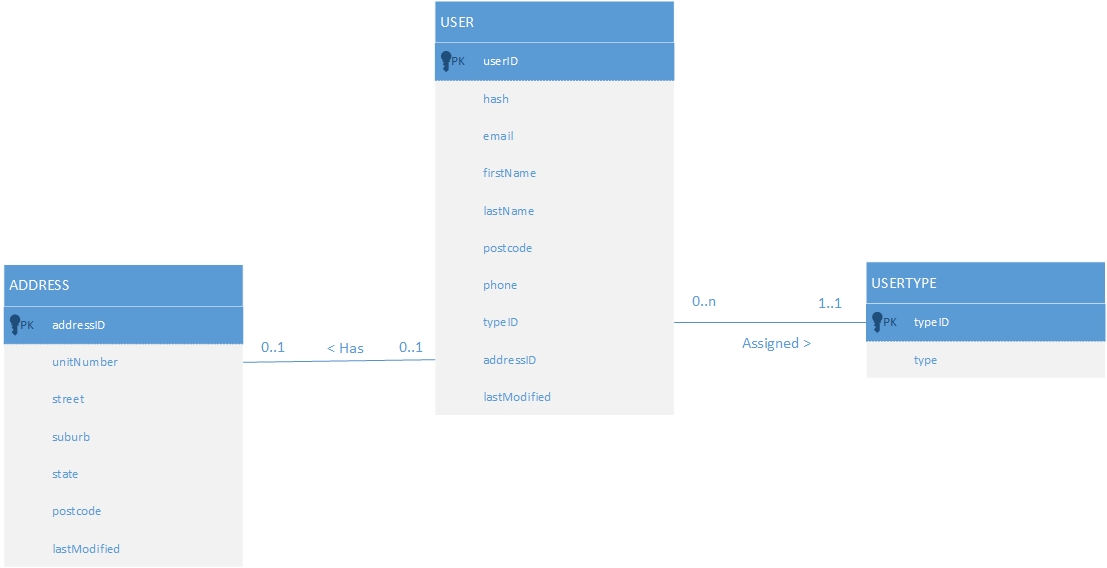 USER
PK userID
hash
email
firstName
lastName
postcode
phone
typeID
addressID
lastModified
ADDRESS
PK addressID
unitNumber
street
suburb
state
postcode
lastModified
0..1 < Has 0..1
0..n 1..1
Assigned >
USERTYPE
PK typeID
type